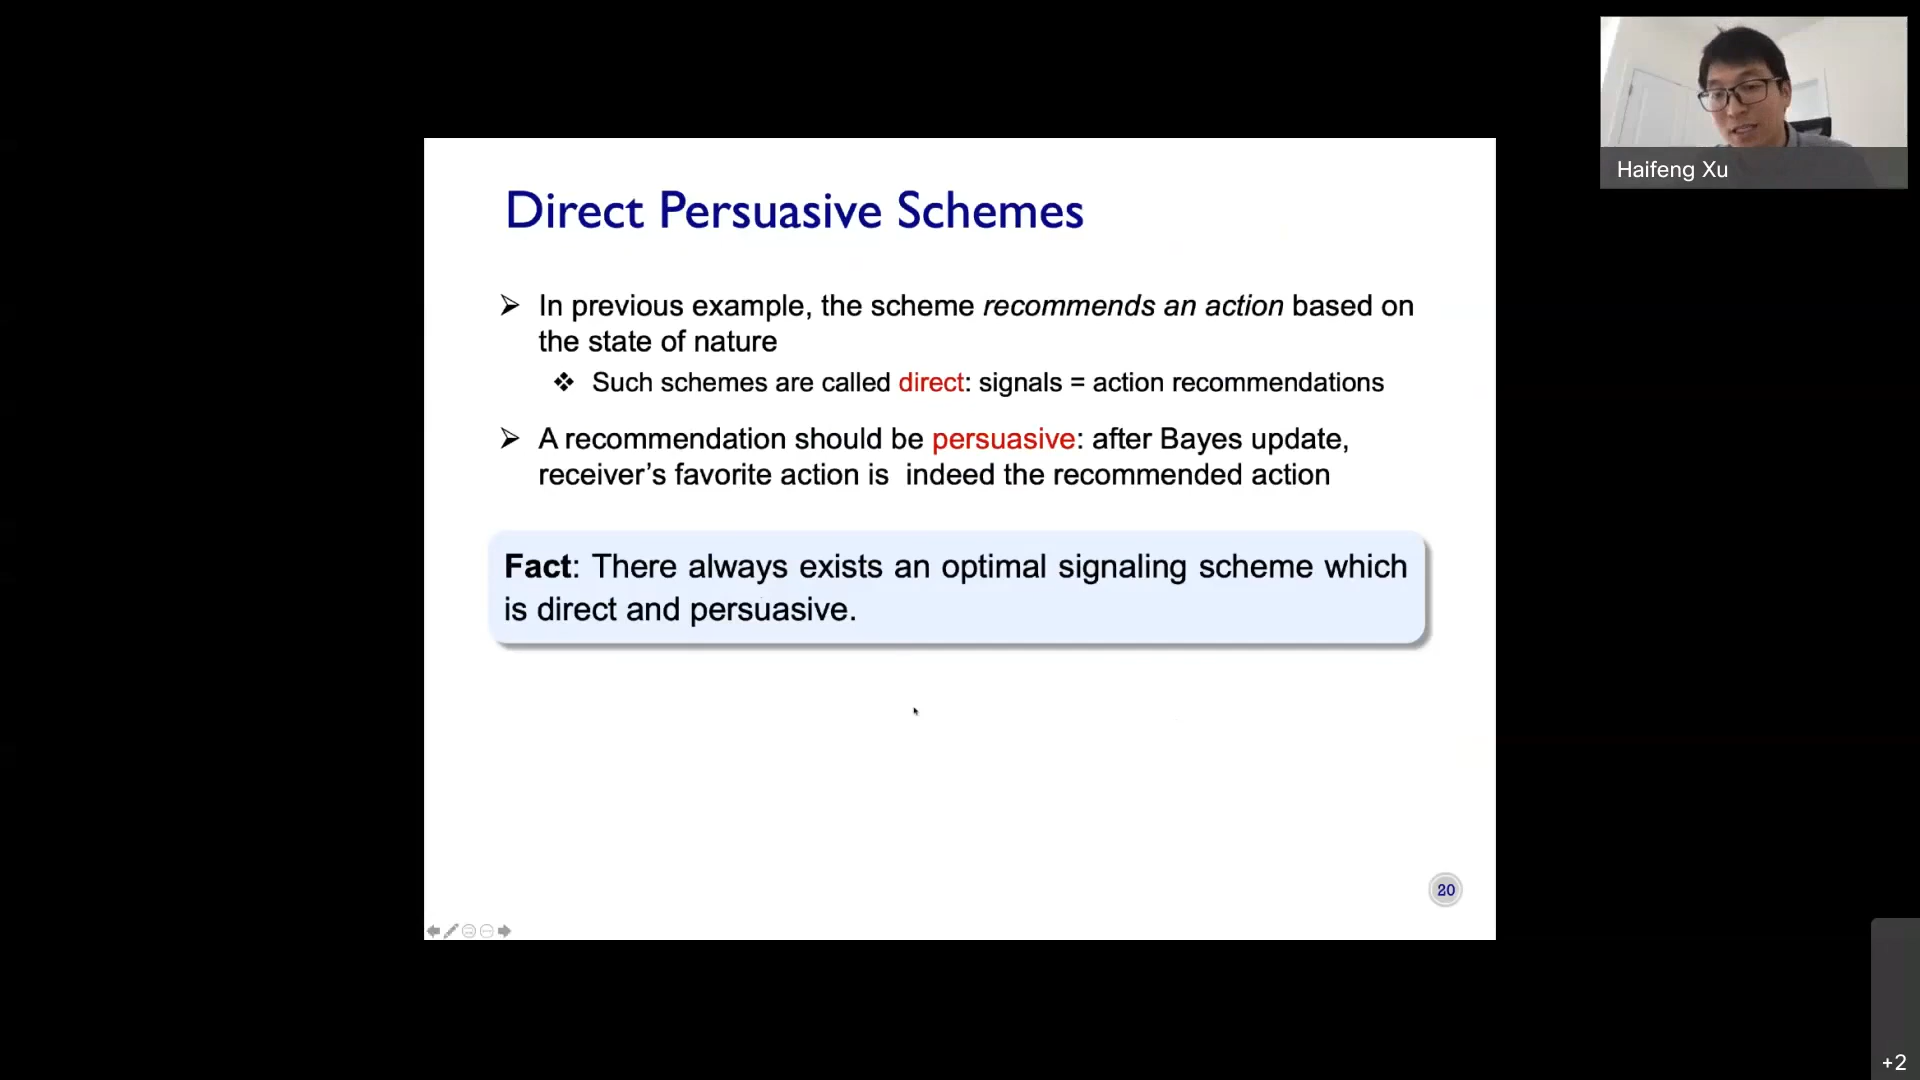 Haifeng Xu
Direct Persuasive Schemes
➢ In previous example, the scheme recommends an action based on
the state of nature
❖ Such schemes are called direct: signals = action recommendations
➢ A recommendation should be persuasive: after Bayes update,
receiver’s favorite action is  indeed the recommended action
Fact: There always exists an optimal signaling scheme which
is direct and persuasive.
20
+2